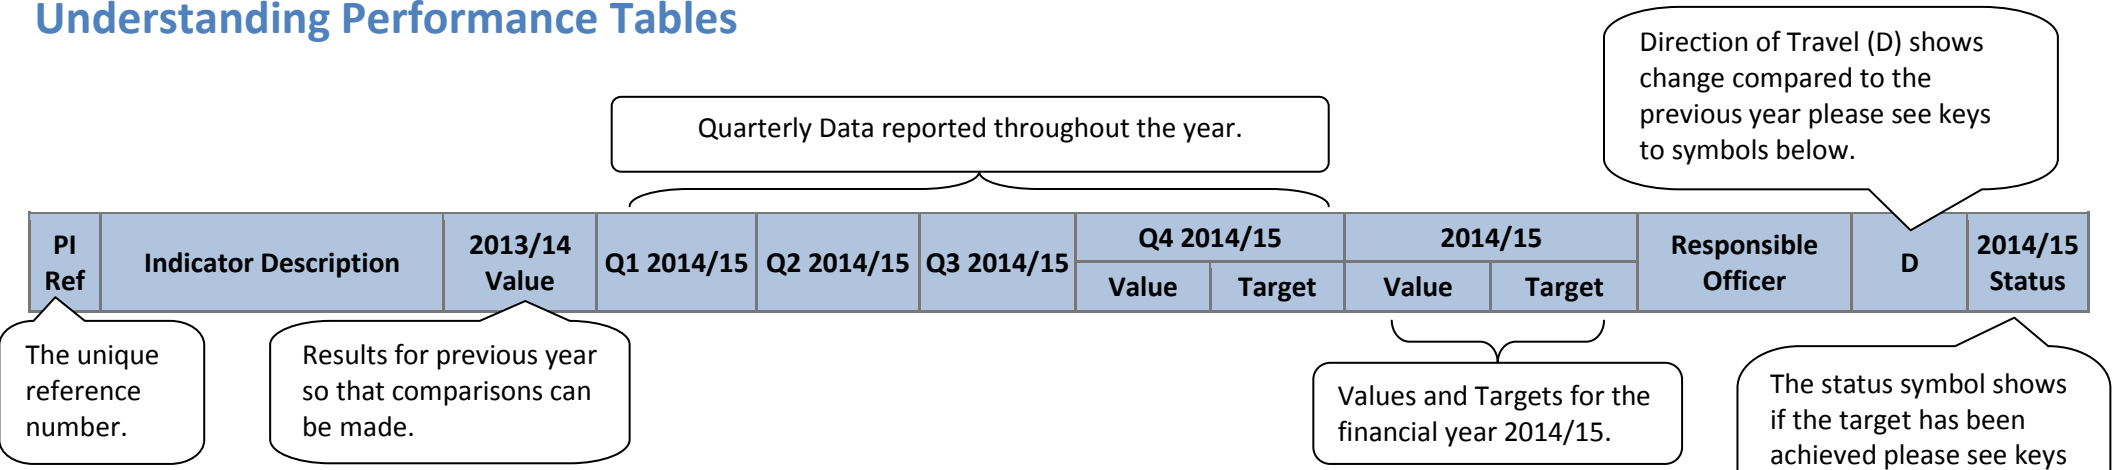 Understanding Performance Tables
Direction of Travel (D) shows
change compared to the
previous year please see keys
to symbols below.
Quarterly Data reported throughout the year.
PI
Ref
Indicator Description
2013/14
Value
Q1 2014/15
Q2 2014/15
Q3 2014/15
Q4 2014/15
Value
Target
2014/15
Value
Target
Responsible
Officer
D
2014/15
Status
The unique
reference
number.
Results for previous year
so that comparisons can
be made.
Values and Targets for the
financial year 2014/15.
The status symbol shows
if the target has been
achieved please see keys